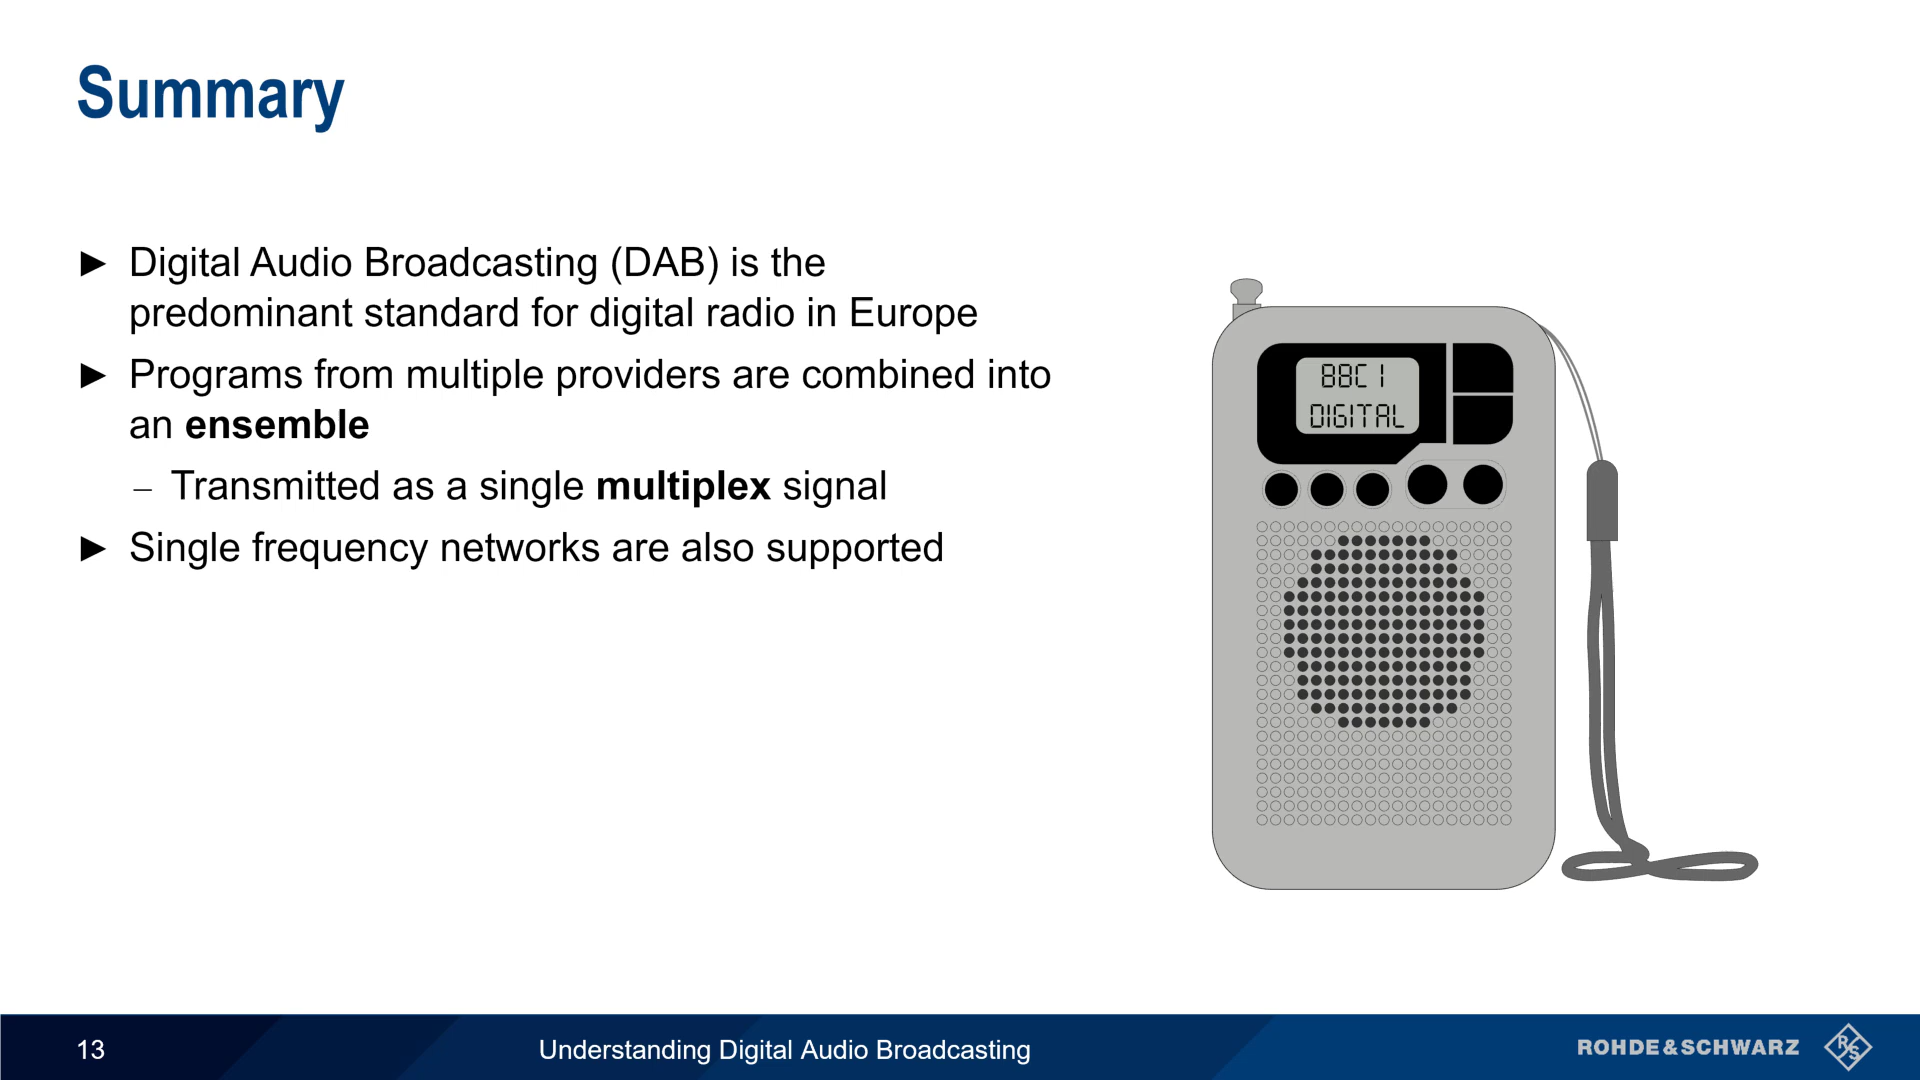 Summary
► Digital Audio Broadcasting (DAB) is the
predominant standard for digital radio in Europe
► Programs from multiple providers are combined into
an ensemble
– Transmitted as a single multiplex signal
► Single frequency networks are also supported
BBC 1
DIGITAL
13
Understanding Digital Audio Broadcasting
ROHDE&SCHWARZ
R&S